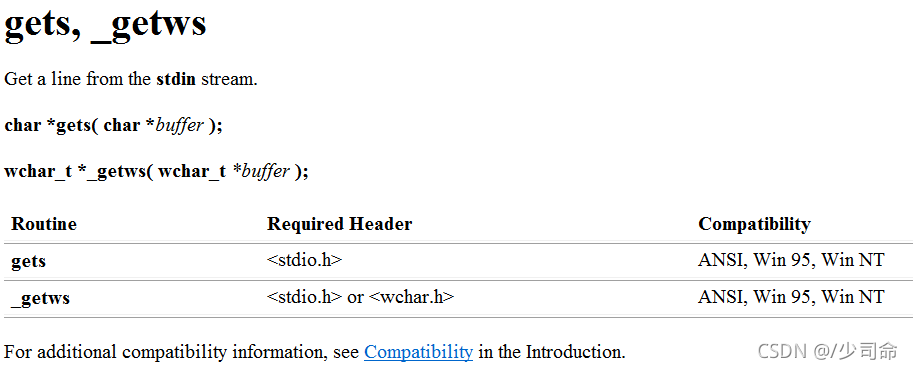 gets, _getws
Get a line from the stdin stream.
char *gets( char *buffer );
wchar_t *_getws( wchar_t *buffer );
Routine Required Header Compatibility
gets <stdio.h> ANSI, Win 95, Win NT
_getws <stdio.h> or <wchar.h> ANSI, Win 95, Win NT
For additional compatibility information, see Compatibility in the Introduction.
CSDN @/少司命